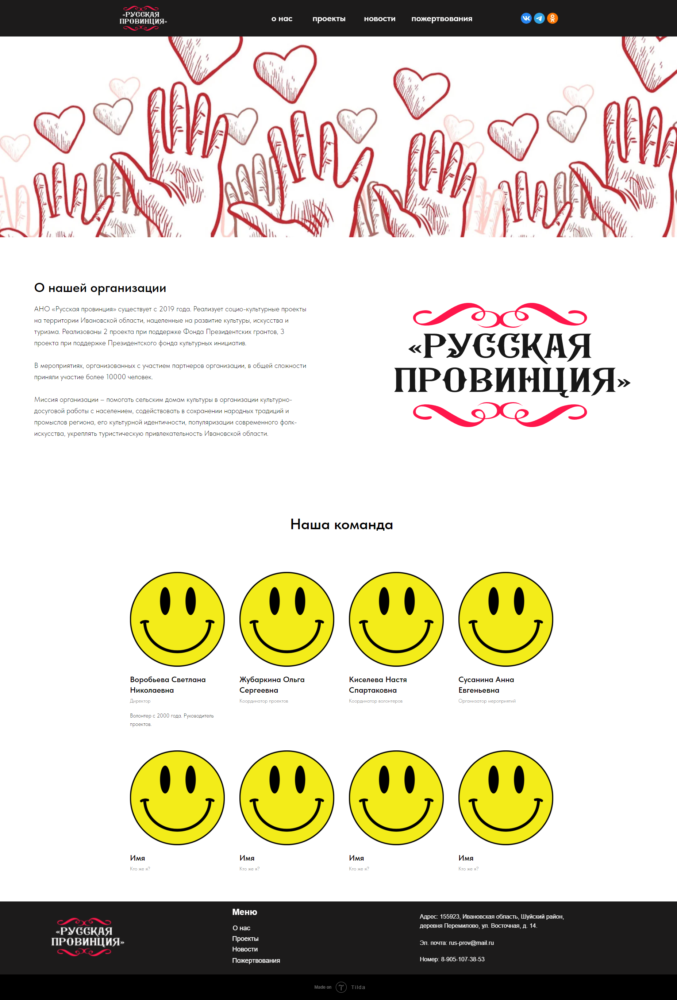 «РУССКАЯ
ПРОВИНЦИЯ»
о нас проекты новости пожертвования
О нашей организации
АНО «Русская провинция» существует с 2019 года. Реализует социо-культурные проекты
на территории Ивановской области, нацеленные на развитие культуры, искусства и
туризма. Реализованы 2 проекта при поддержке Фонда Президентских грантов, 3
проекта при поддержке Президентского фонда культурных инициатив.
В мероприятиях, организованных с участием партнеров организации, в общей сложности
приняли участие более 10000 человек.
Миссия организации – помогать сельским домам культуры в организации культурно-
досуговой работы с населением, содействовать в сохранении народных традиций и
промыслов региона, его культурной идентичности, популяризации современного фолк-
искусства, укреплять туристическую привлекательность Ивановской области.
«РУССКАЯ
ПРОВИНЦИЯ»
Наша команда
Воробьева Светлана
Николаевна
Директор
Волонтер с 2000 года. Руководитель
проектов.
Жубаркина Ольга
Сергеевна
Координатор проектов
Киселева Настя
Спартаковна
Координатор волонтеров
Сусанина Анна
Евгеньевна
Организатор мероприятий
Имя
Кто же я?
Имя
Кто же я?
Имя
Кто же я?
Имя
Кто же я?
«РУССКАЯ
ПРОВИНЦИЯ»
Меню
О нас
Проекты
Новости
Пожертвования
Адрес: 155923, Ивановская область, Шуйский район,
деревня Перемилово, ул. Восточная, д. 14.
Эл. почта: rus-prov@mail.ru
Номер: 8-905-107-38-53
Made on Tilda